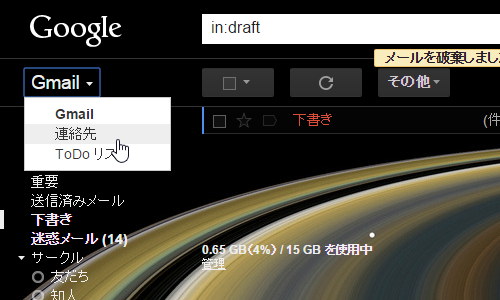 Google
in:draft
メールを破棄しまし
Gmail
その他
Gmail
連絡先
ToDo リス
下書き
(件
重要
送信済みメール
下書き
迷惑メール (14)
サークル
友だち
知人
0.65 GB(4%) / 15 GB を使用中
管理